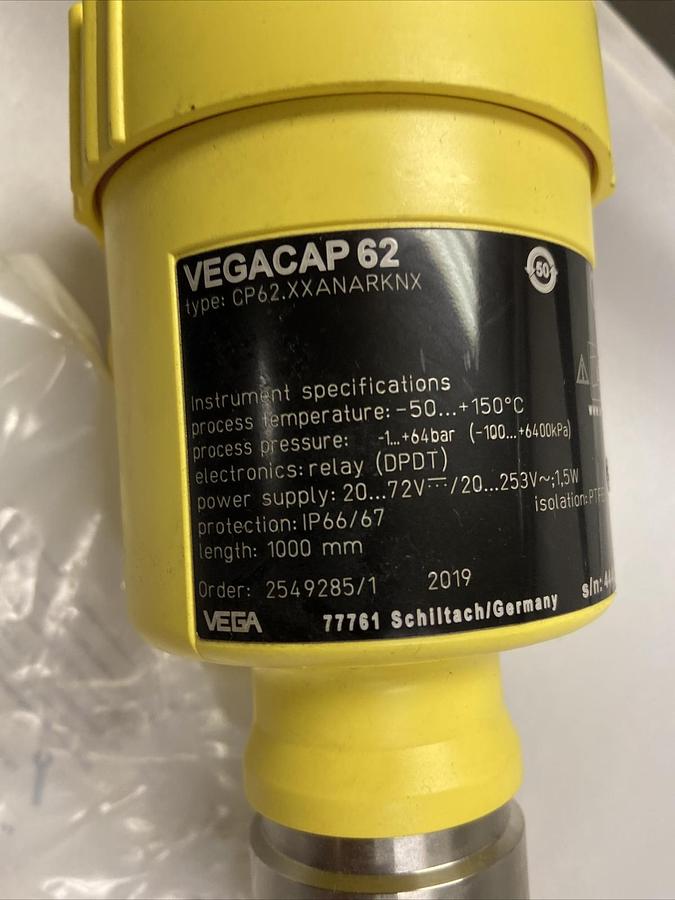 VEGACAP 62
type: CP62.XXANARKNX
50
Instrument specifications
process temperature: -50...+150°C
process pressure: -1...+64bar (-100...+6400kPa)
electronics: relay (DPDT)
power supply: 20...72V⎓/20...253V~;1,5W
isolation: PTFE
protection: IP66/67
length: 1000 mm
Order: 2549285/1 2019
s/n:
VEGA 77761 Schiltach/Germany